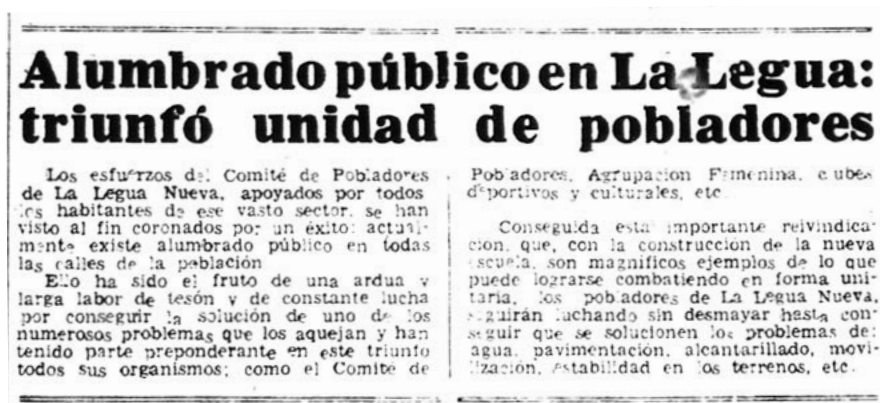 Alumbrado público en La Legua:
triunfó unidad de pobladores
Los esfuerzos del Comité de Pobladores
de La Legua Nueva, apoyados por todos
los habitantes de ese vasto sector, se han
visto al fin coronados por un éxito: actual-
mente existe alumbrado público en todas
las calles de la población
Ello ha sido el fruto de una ardua y
larga labor de tesón y de constante lucha
por conseguir la solución de uno de los
numerosos problemas que los aquejan y han
tenido parte preponderante en este triunfo
todos sus organismos; como el Comité de
Pobladores, Agrupacion Femenina, clubes
deportivos y culturales, etc
Conseguida esta importante reivindica-
ción, que, con la construcción de la nueva
escuela, son magníficos ejemplos de lo que
puede lograrse combatiendo en forma uni-
taria, los pobladores de La Legua Nueva,
seguirán luchando sin desmayar hasta con-
seguir que se solucionen los problemas de:
agua, pavimentación, alcantarillado, movi-
lización, estabilidad en los terrenos, etc.